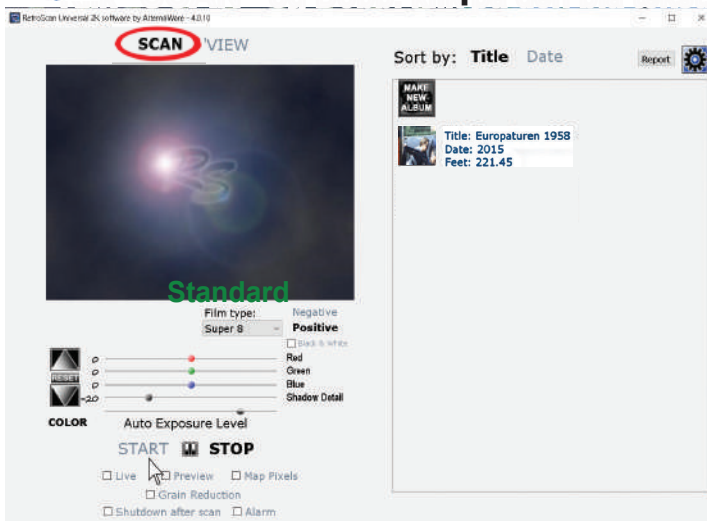 RetroScan Universal 2K software by AlternaWare - 4.0.10
SCAN VIEW
Sort by: Title Date
Report
MAKE
NEW
ALBUM
Title: Europaturen 1958
Date: 2015
Feet: 221.45
RS
Standard
Film type:
Super 8
Negative
Positive
Black & White
0 Red
0 Green
0 Blue
-20 Shadow Detail
RESET
COLOR
Auto Exposure Level
START STOP
Live Preview Map Pixels
Grain Reduction
Shutdown after scan Alarm